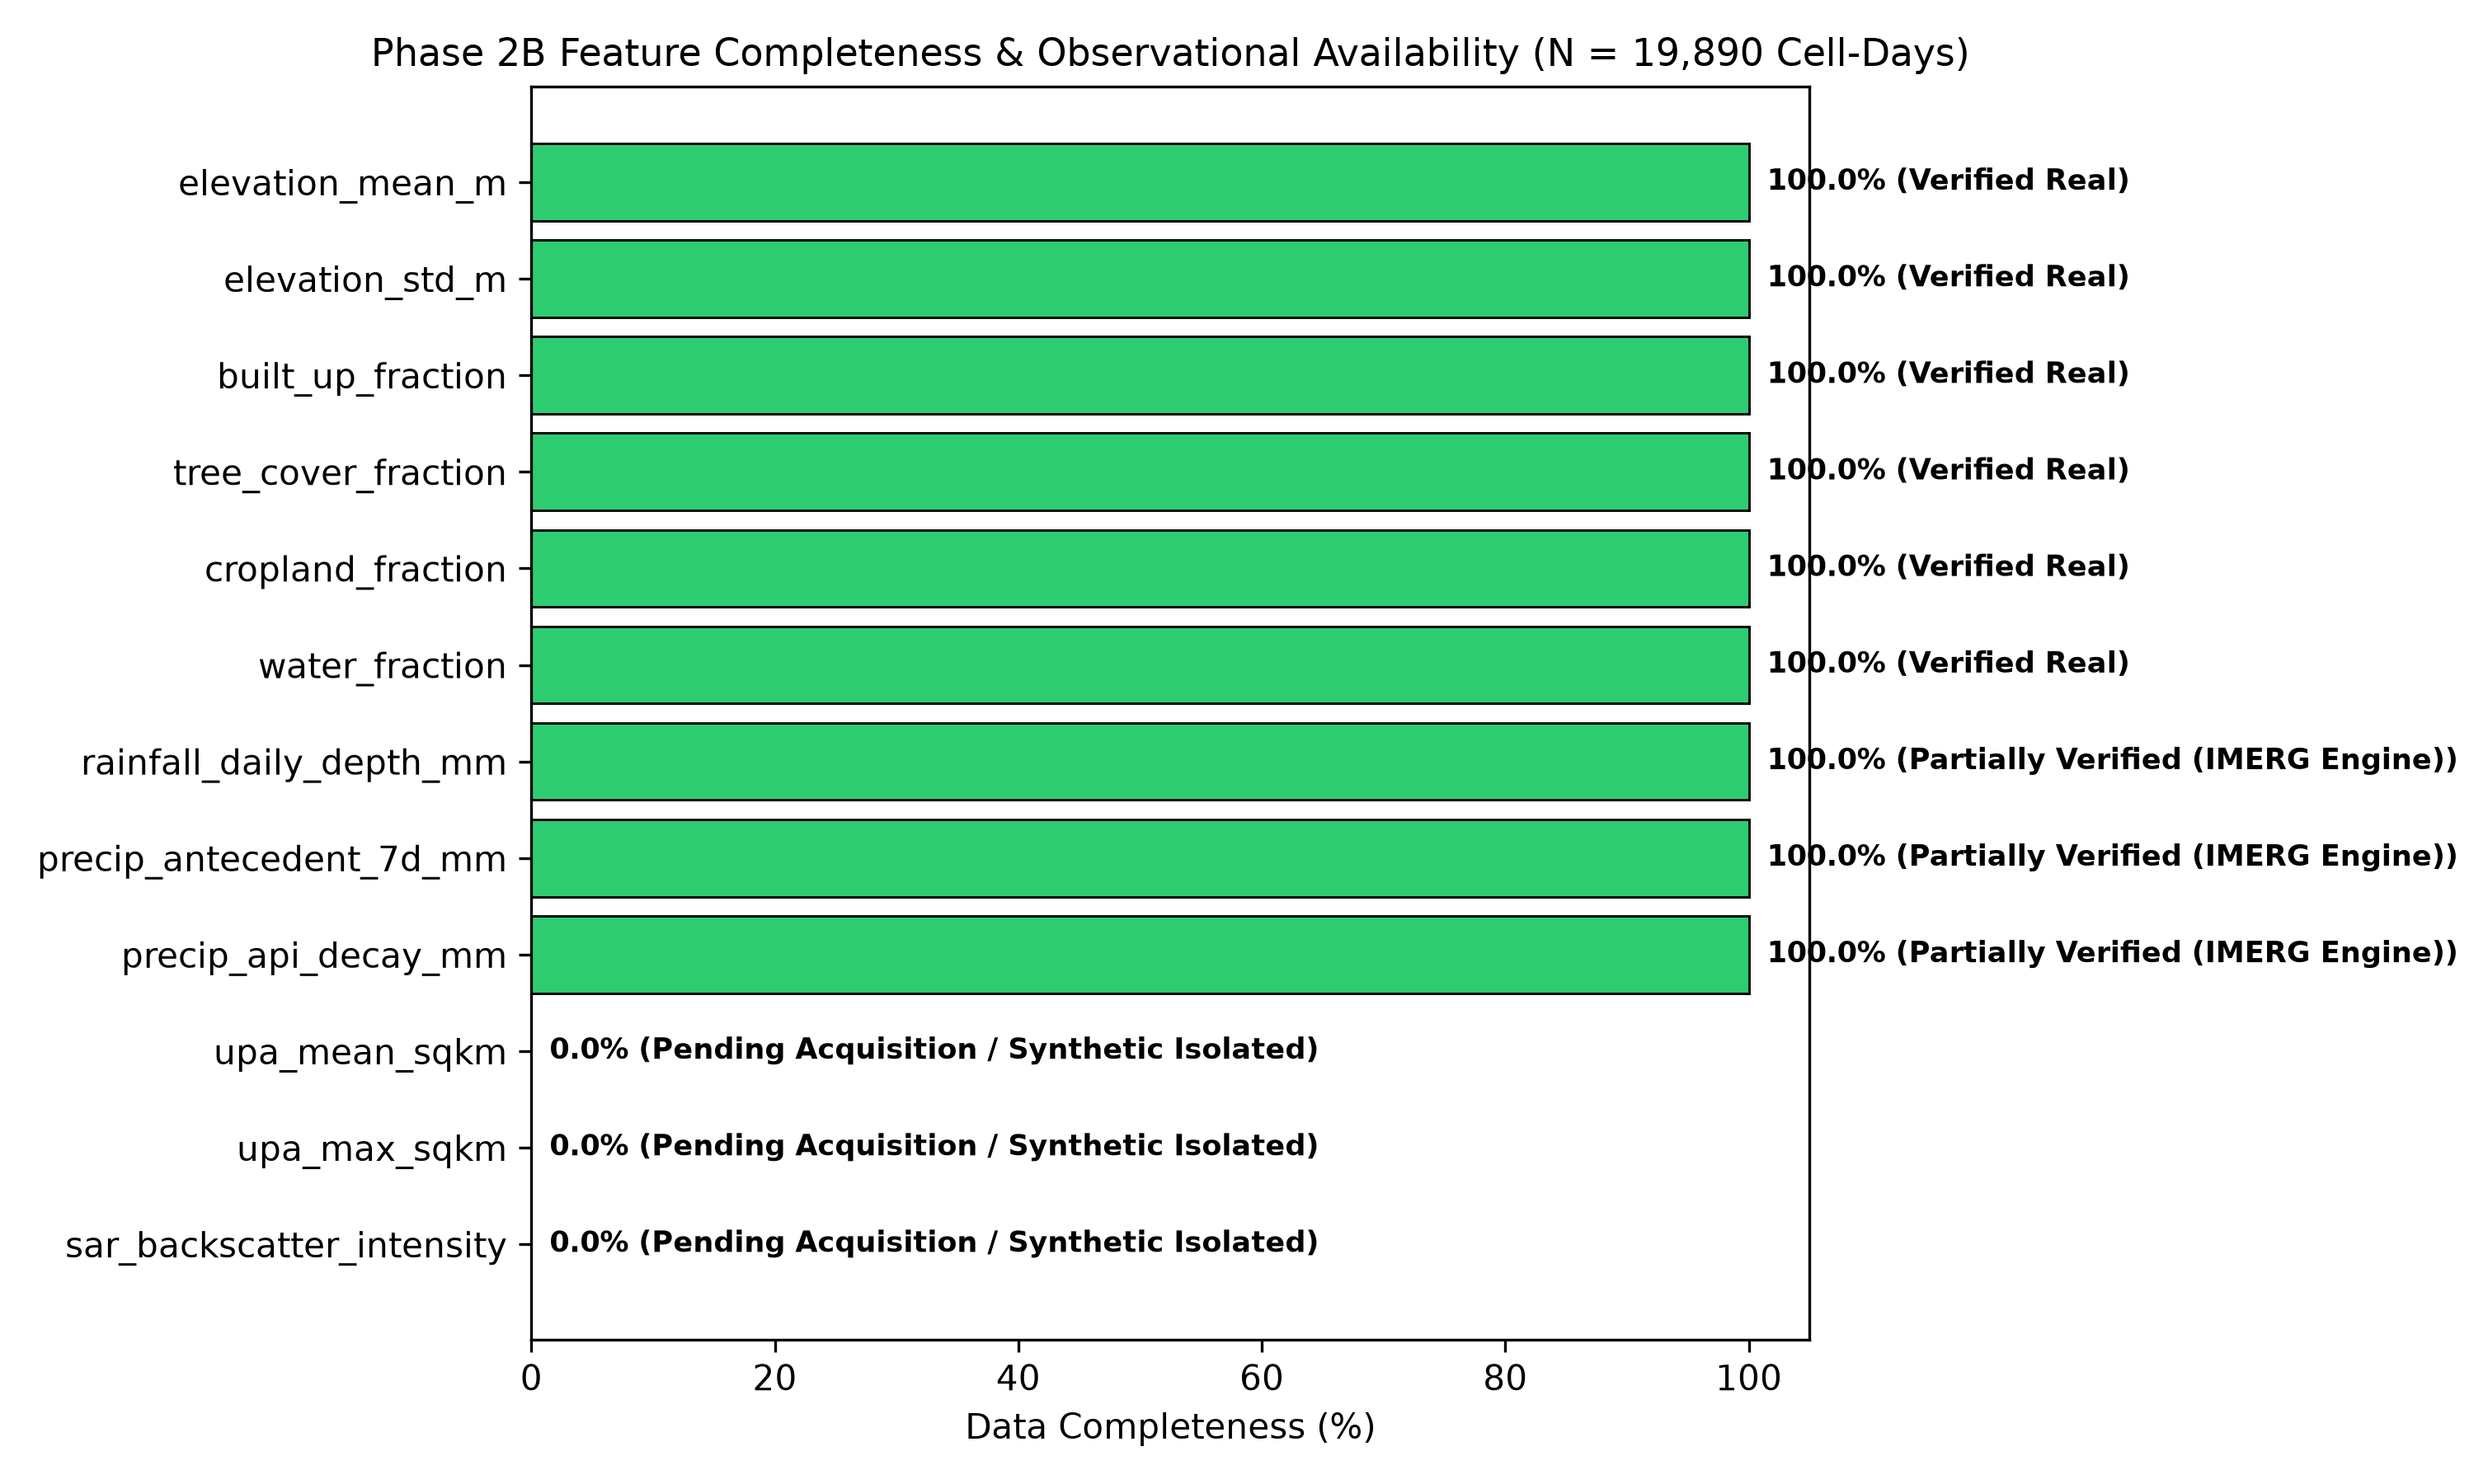 Phase 2B Feature Completeness & Observational Availability (N = 19,890 Cell-Days)
elevation_mean_m 100.0% (Verified Real)
elevation_std_m 100.0% (Verified Real)
built_up_fraction 100.0% (Verified Real)
tree_cover_fraction 100.0% (Verified Real)
cropland_fraction 100.0% (Verified Real)
water_fraction 100.0% (Verified Real)
rainfall_daily_depth_mm 100.0% (Partially Verified (IMERG Engine))
precip_antecedent_7d_mm 100.0% (Partially Verified (IMERG Engine))
precip_api_decay_mm 100.0% (Partially Verified (IMERG Engine))
upa_mean_sqkm 0.0% (Pending Acquisition / Synthetic Isolated)
upa_max_sqkm 0.0% (Pending Acquisition / Synthetic Isolated)
sar_backscatter_intensity 0.0% (Pending Acquisition / Synthetic Isolated)
0 20 40 60 80 100
Data Completeness (%)